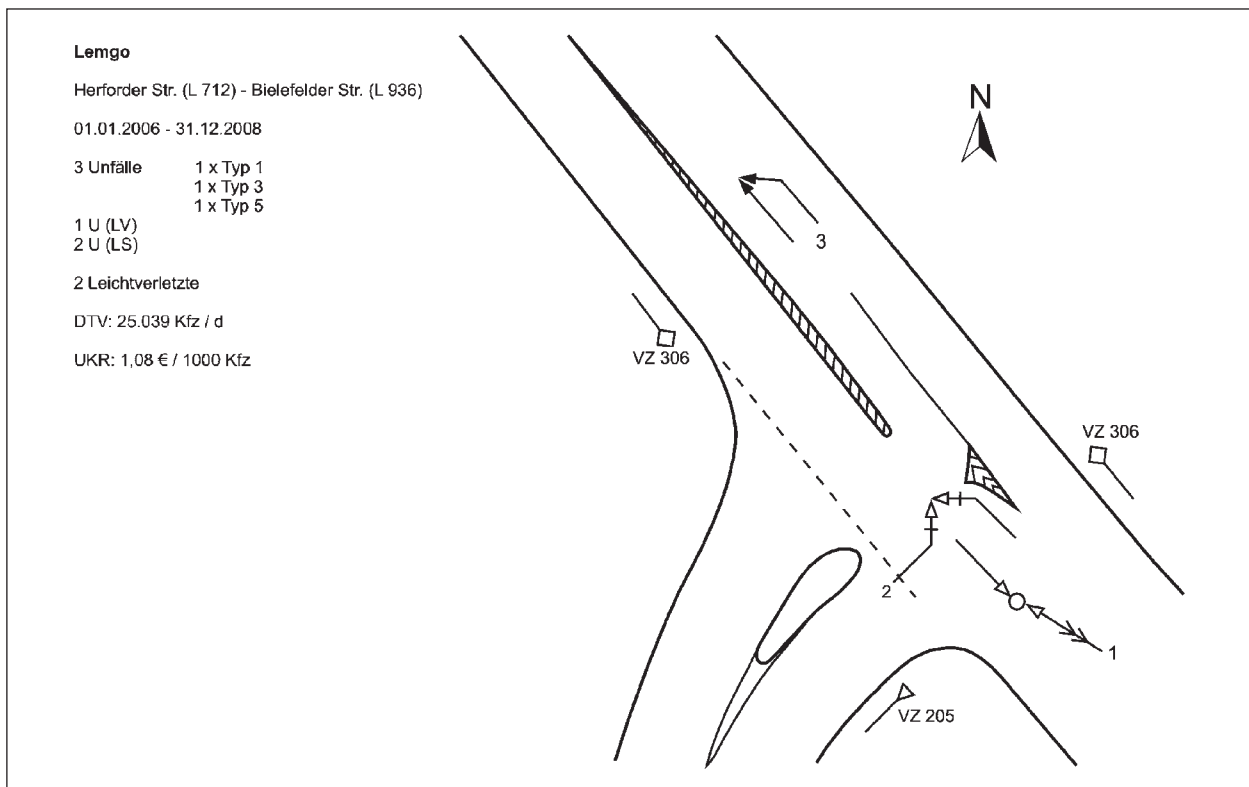 Lemgo
Herforder Str. (L 712) - Bielefelder Str. (L 936)
01.01.2006 - 31.12.2008
3 Unfälle 1 x Typ 1
1 x Typ 3
1 x Typ 5
1 U (LV)
2 U (LS)
2 Leichtverletzte
DTV: 25.039 Kfz / d
UKR: 1,08 € / 1000 Kfz
N
3
VZ 306
VZ 306
2
1
VZ 205